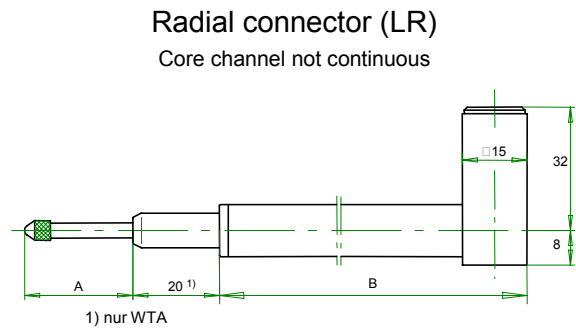 Radial connector (LR)
Core channel not continuous
□15
32
8
A
20 1)
B
1) nur WTA